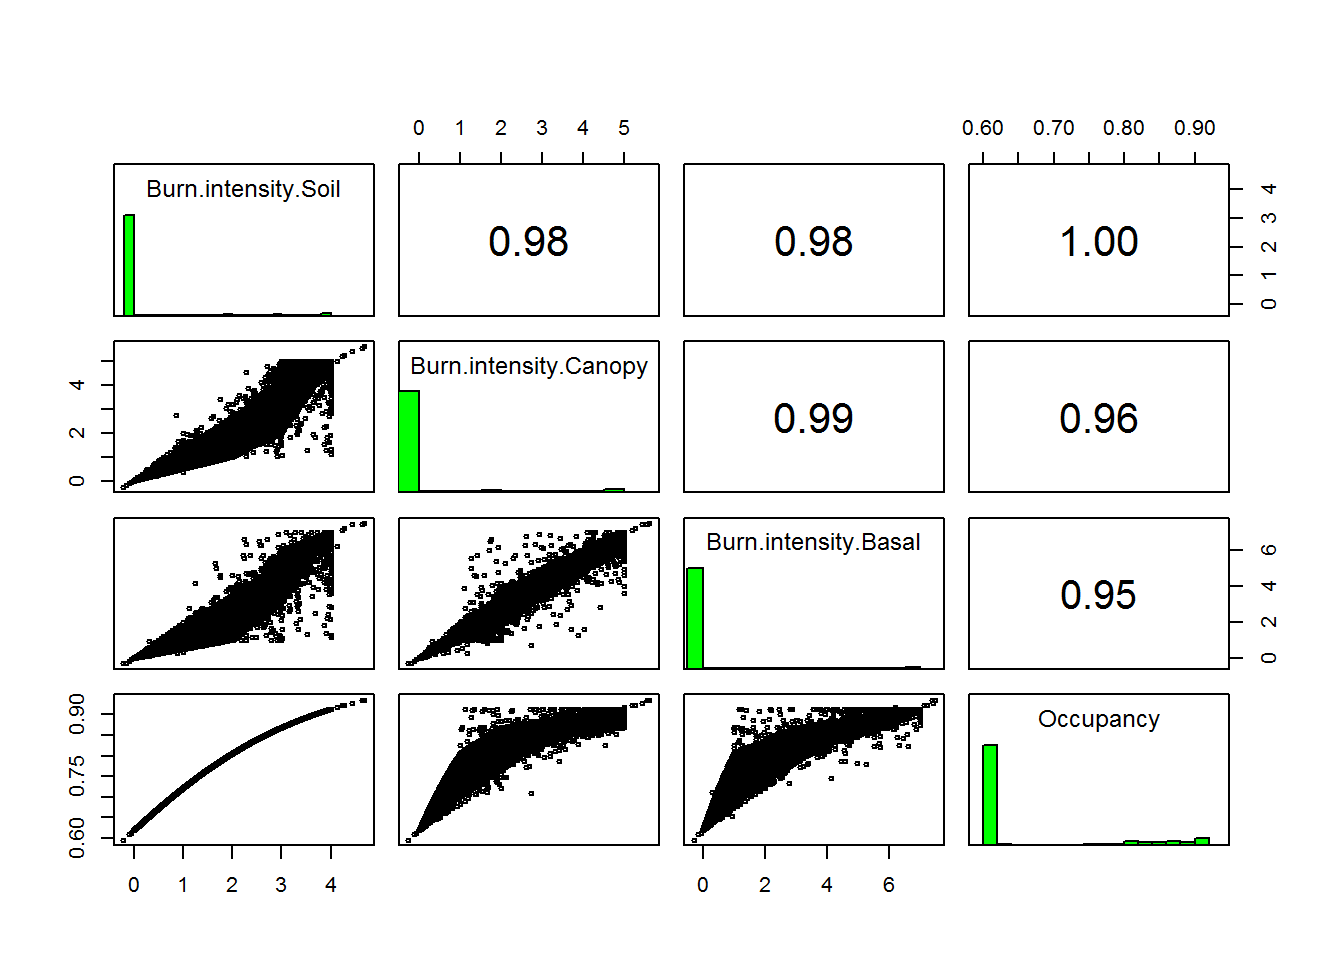 0 1 2 3 4 5
0.60 0.70 0.80 0.90
Burn.intensity.Soil
0.98
0.98
1.00
4
3
2
1
0
Burn.intensity.Canopy
0.99
0.96
4
2
0
Burn.intensity.Basal
0.95
6
4
2
0
Occupancy
0.90
0.75
0.60
0 1 2 3 4
0 2 4 6